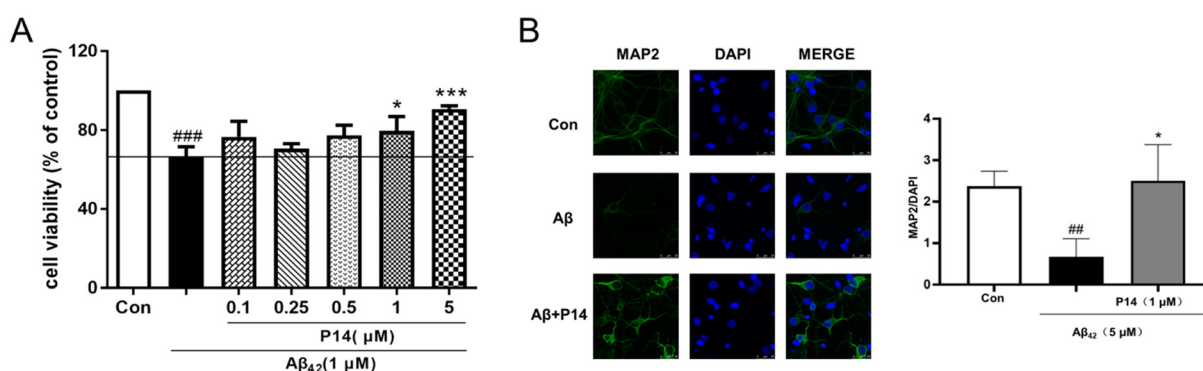 A
cell viability (% of control)
120
80
40
0
###
*
***
Con
0.1
0.25
0.5
1
5
P14( μM)
Aβ₄₂(1 μM)
B
MAP2
DAPI
MERGE
Con
Aβ
Aβ+P14
MAP2/DAPI
4
3
2
1
0
##
*
Con
P14（1 μM）
Aβ₄₂（5 μM）